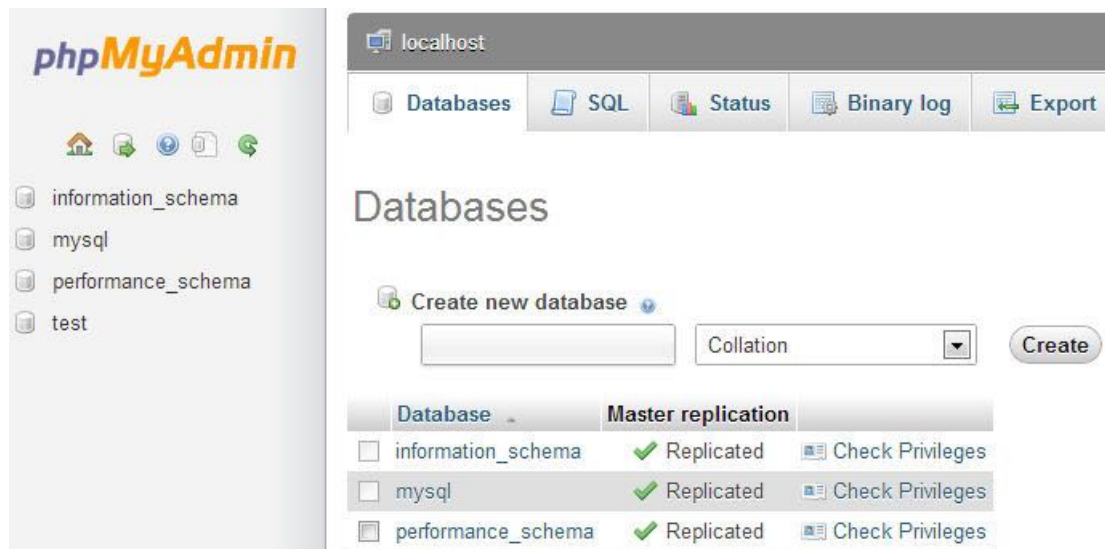 phpMyAdmin
information_schema
mysql
performance_schema
test
localhost
Databases SQL Status Binary log Export
Databases
Create new database
Collation Create
Database Master replication
information_schema Replicated Check Privileges
mysql Replicated Check Privileges
performance_schema Replicated Check Privileges